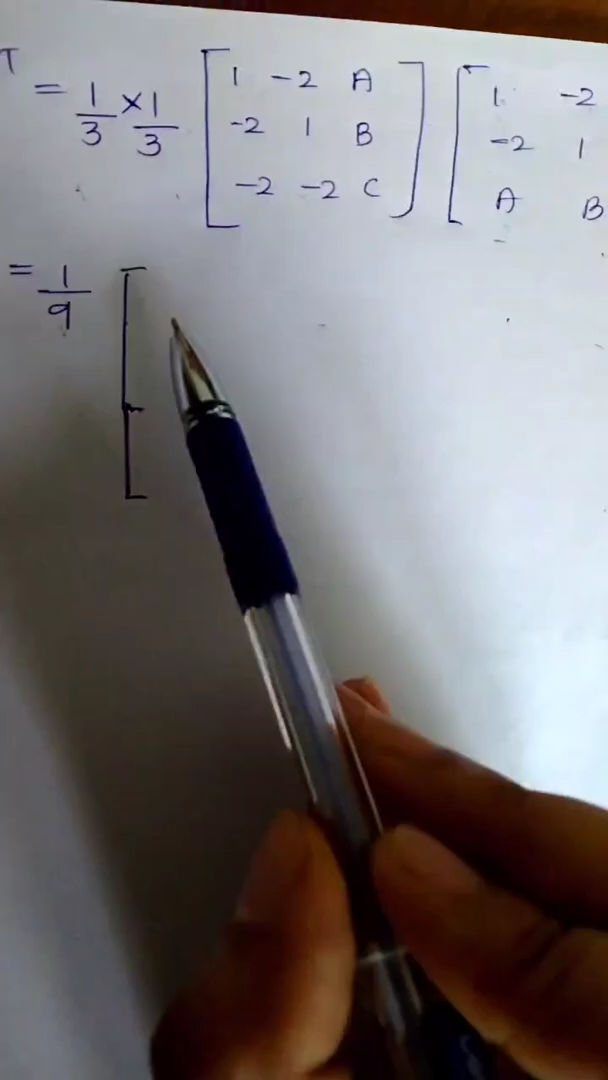 T = 1/3 × 1/3 [ 1 -2 A ] [ 1 -2
-2 1 B -2 1
-2 -2 C A B
= 1/9 [